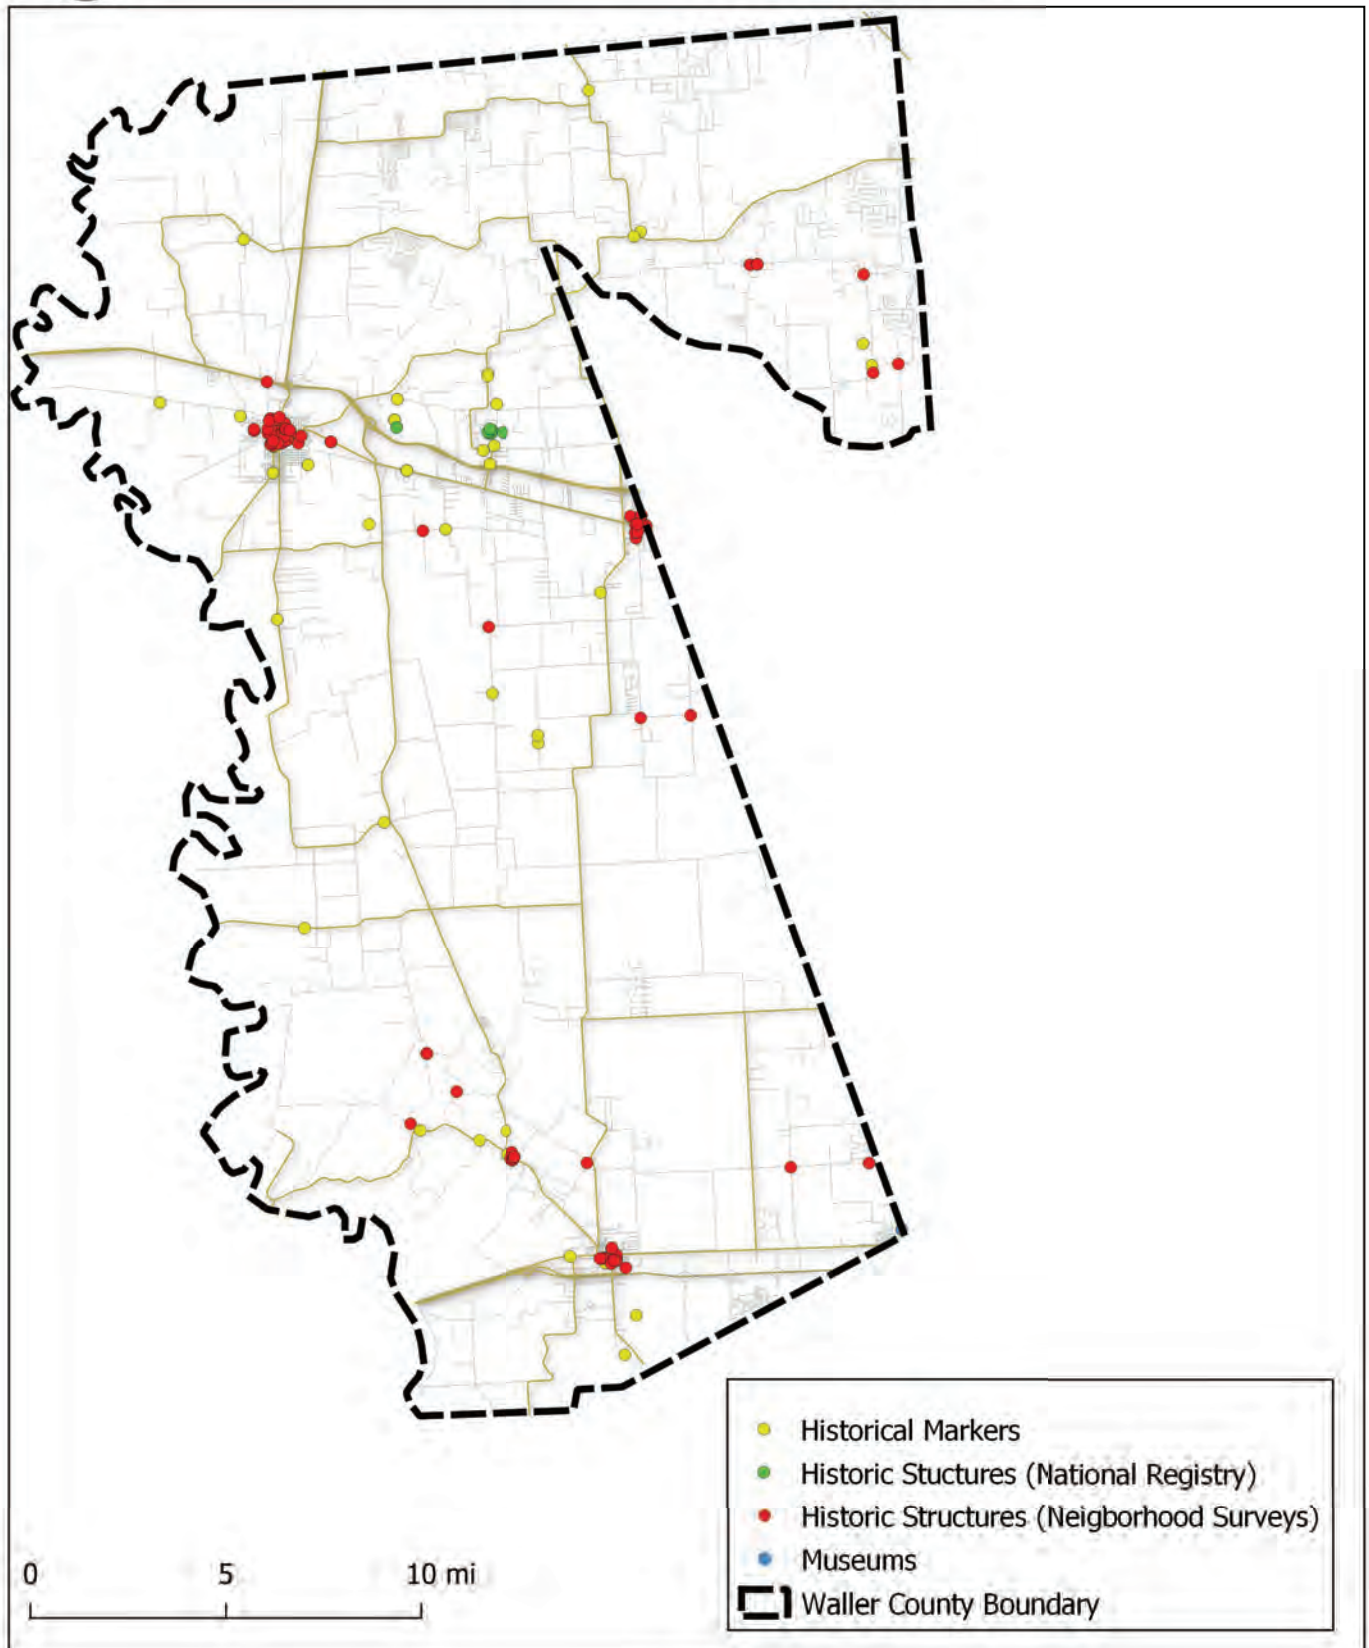 Historical Markers
Historic Stuctures (National Registry)
Historic Structures (Neigborhood Surveys)
Museums
Waller County Boundary
0 5 10 mi